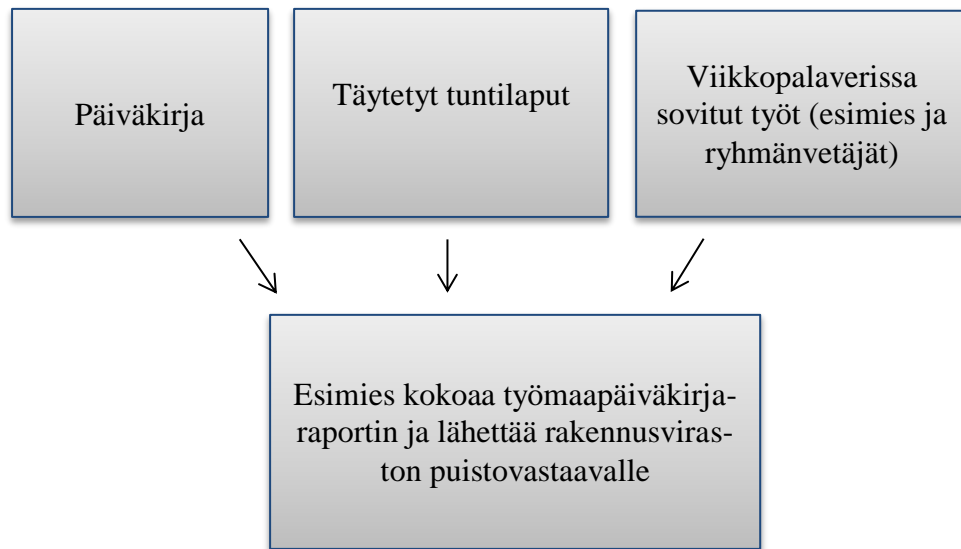 Päiväkirja
Täytetyt tuntilaput
Viikkopalaverissa
sovitut työt (esimies ja
ryhmänvetäjät)
Esimies kokoaa työmaapäiväkirja-
raportin ja lähettää rakennusviras-
ton puistovastaavalle